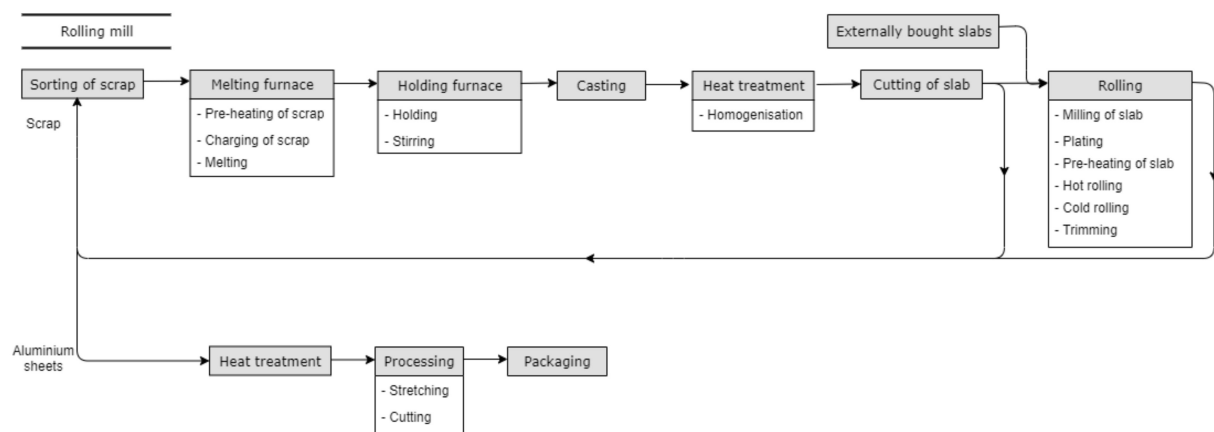 Rolling mill
Externally bought slabs
Sorting of scrap
Melting furnace
- Pre-heating of scrap
- Charging of scrap
- Melting
Holding furnace
- Holding
- Stirring
Casting
Heat treatment
- Homogenisation
Cutting of slab
Rolling
- Milling of slab
- Plating
- Pre-heating of slab
- Hot rolling
- Cold rolling
- Trimming
Scrap
Aluminium
sheets
Heat treatment
Processing
- Stretching
- Cutting
Packaging